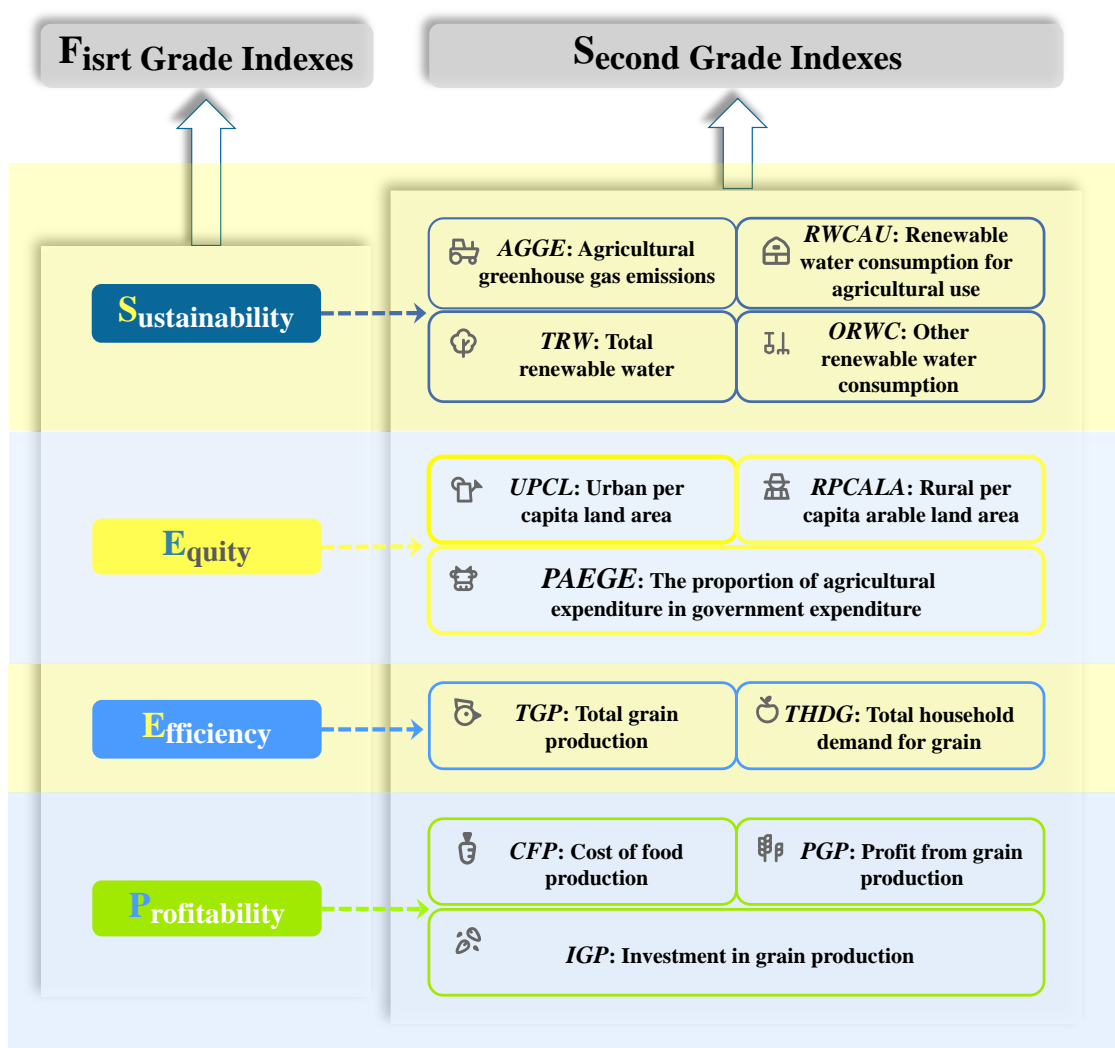 Fisrt Grade Indexes
Second Grade Indexes
Sustainability
AGGE: Agricultural
greenhouse gas emissions
RWCAU: Renewable
water consumption for
agricultural use
TRW: Total
renewable water
ORWC: Other
renewable water
consumption
Equity
UPCL: Urban per
capita land area
RPCALA: Rural per
capita arable land area
PAEGE: The proportion of agricultural
expenditure in government expenditure
Efficiency
TGP: Total grain
production
THDG: Total household
demand for grain
Profitability
CFP: Cost of food
production
PGP: Profit from grain
production
IGP: Investment in grain production